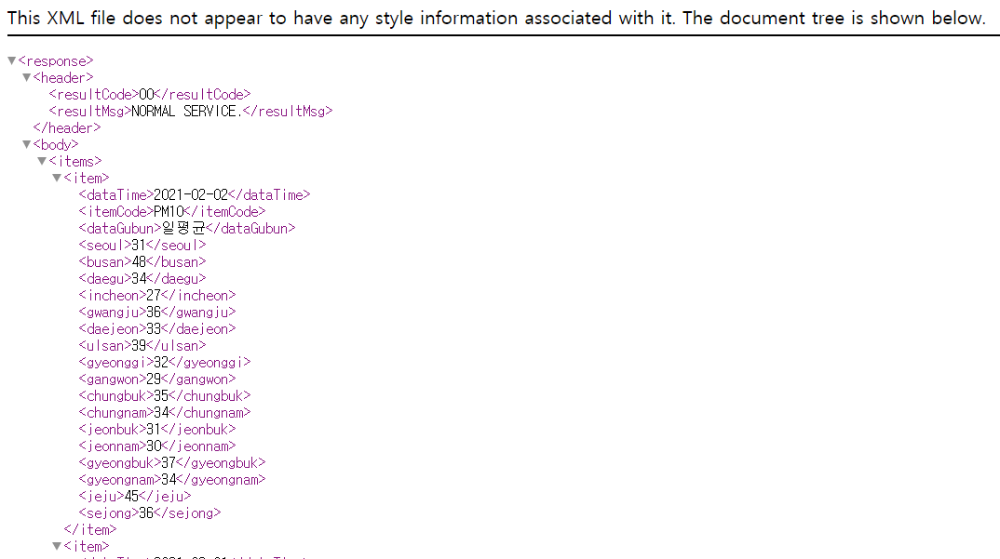 This XML file does not appear to have any style information associated with it. The document tree is shown below.
▼<response>
▼<header>
<resultCode>00</resultCode>
<resultMsg>NORMAL SERVICE.</resultMsg>
</header>
▼<body>
▼<items>
▼<item>
<dataTime>2021-02-02</dataTime>
<itemCode>PM10</itemCode>
<dataGubun>일평균</dataGubun>
<seoul>31</seoul>
<busan>48</busan>
<daegu>34</daegu>
<incheon>27</incheon>
<gwangju>36</gwangju>
<daejeon>33</daejeon>
<ulsan>39</ulsan>
<gyeonggi>32</gyeonggi>
<gangwon>29</gangwon>
<chungbuk>35</chungbuk>
<chungnam>34</chungnam>
<jeonbuk>31</jeonbuk>
<jeonnam>30</jeonnam>
<gyeongbuk>37</gyeongbuk>
<gyeongnam>34</gyeongnam>
<jeju>45</jeju>
<sejong>36</sejong>
</item>
▼<item>